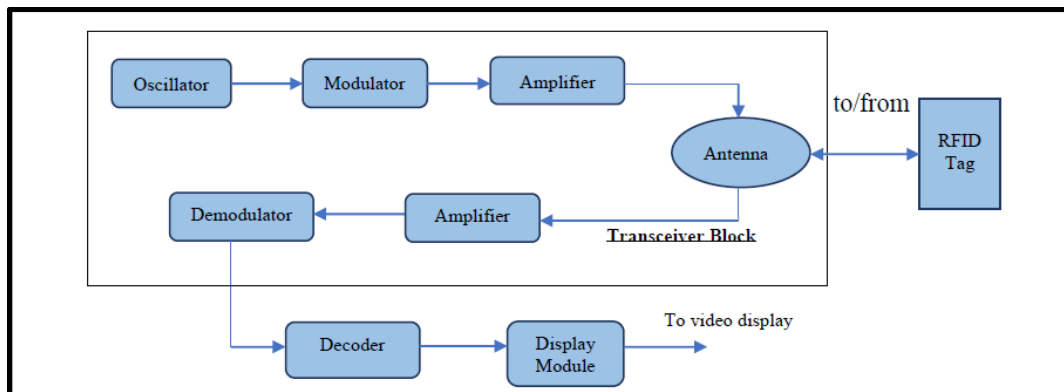 Oscillator
Modulator
Amplifier
to/from
RFID
Tag
Antenna
Demodulator
Amplifier
Transceiver Block
Decoder
Display
Module
To video display